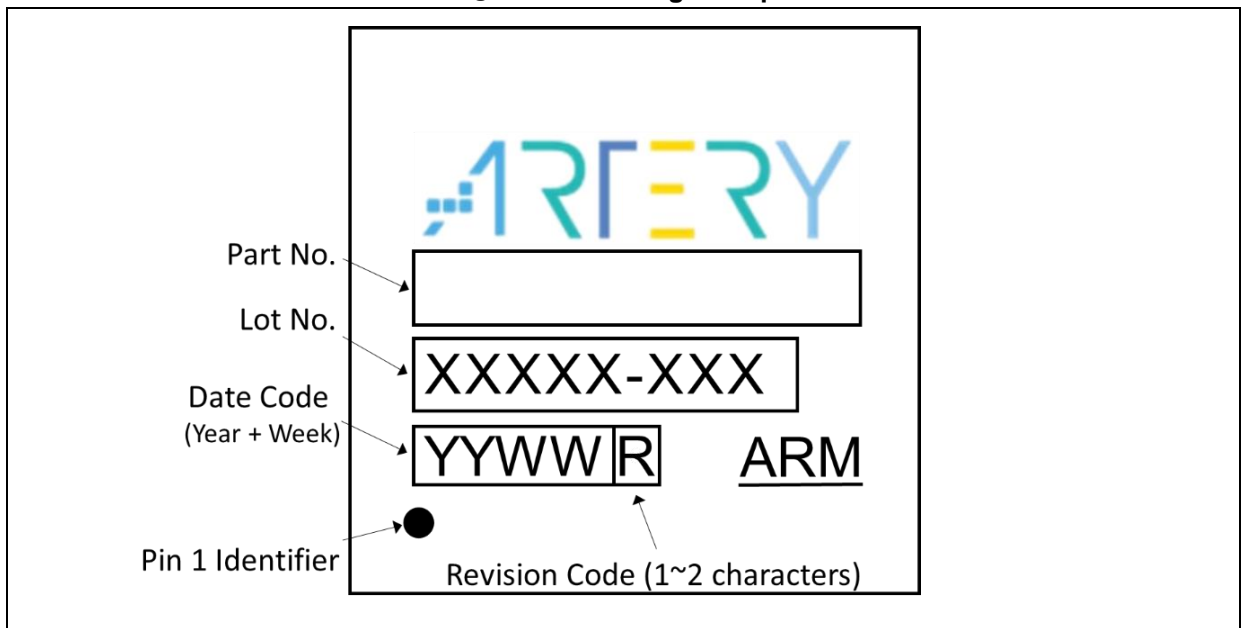 ARTERY
Part No.
Lot No.
XXXXX-XXX
Date Code
(Year + Week)
YYWW R
ARM
Pin 1 Identifier
Revision Code (1~2 characters)